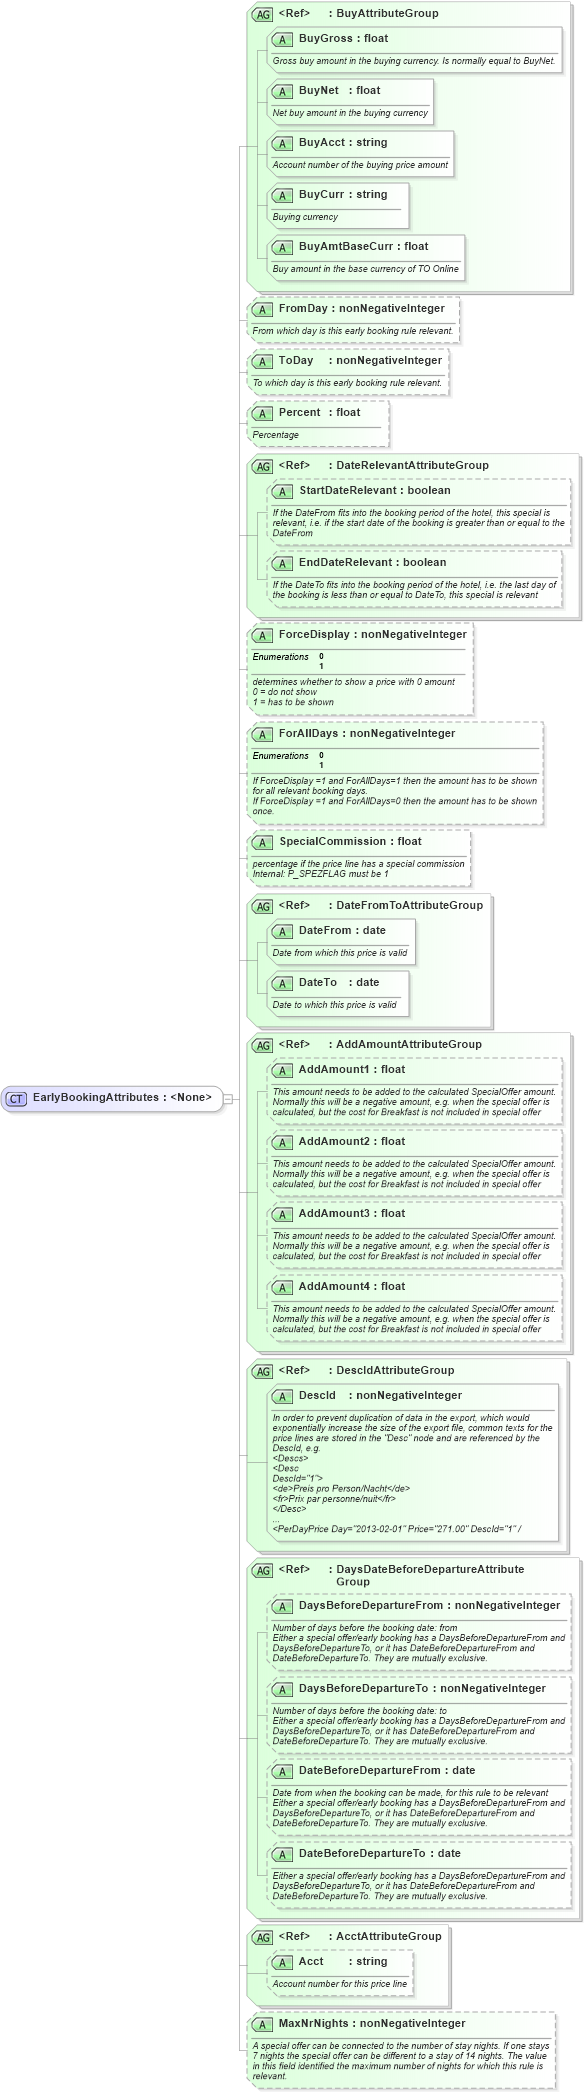 AG <Ref> : BuyAttributeGroup
A BuyGross : float
Gross buy amount in the buying currency. Is normally equal to BuyNet.
A BuyNet : float
Net buy amount in the buying currency
A BuyAcct : string
Account number of the buying price amount
A BuyCurr : string
Buying currency
A BuyAmtBaseCurr : float
Buy amount in the base currency of TO Online
A FromDay : nonNegativeInteger
From which day is this early booking rule relevant.
A ToDay : nonNegativeInteger
To which day is this early booking rule relevant.
A Percent : float
Percentage
AG <Ref> : DateRelevantAttributeGroup
A StartDateRelevant : boolean
If the DateFrom fits into the booking period of the hotel, this special is
relevant, i.e. if the start date of the booking is greater than or equal to the
DateFrom
A EndDateRelevant : boolean
If the DateTo fits into the booking period of the hotel, i.e. the last day of
the booking is less than or equal to DateTo, this special is relevant
A ForceDisplay : nonNegativeInteger
Enumerations 0
1
determines whether to show a price with 0 amount
0 = do not show
1 = has to be shown
A ForAllDays : nonNegativeInteger
Enumerations 0
1
If ForceDisplay =1 and ForAllDays=1 then the amount has to be shown
for all relevant booking days.
If ForceDisplay =1 and ForAllDays=0 then the amount has to be shown
once.
A SpecialCommission : float
percentage if the price line has a special commission
Internal: P_SPEZFLAG must be 1
AG <Ref> : DateFromToAttributeGroup
A DateFrom : date
Date from which this price is valid
A DateTo : date
Date to which this price is valid
AG <Ref> : AddAmountAttributeGroup
A AddAmount1 : float
This amount needs to be added to the calculated SpecialOffer amount.
Normally this will be a negative amount, e.g. when the special offer is
calculated, but the cost for Breakfast is not included in special offer
CT EarlyBookingAttributes : <None>
A AddAmount2 : float
This amount needs to be added to the calculated SpecialOffer amount.
Normally this will be a negative amount, e.g. when the special offer is
calculated, but the cost for Breakfast is not included in special offer
A AddAmount3 : float
This amount needs to be added to the calculated SpecialOffer amount.
Normally this will be a negative amount, e.g. when the special offer is
calculated, but the cost for Breakfast is not included in special offer
A AddAmount4 : float
This amount needs to be added to the calculated SpecialOffer amount.
Normally this will be a negative amount, e.g. when the special offer is
calculated, but the cost for Breakfast is not included in special offer
AG <Ref> : DescIdAttributeGroup
A DescId : nonNegativeInteger
In order to prevent duplication of data in the export, which would
exponentially increase the size of the export file, common texts for the
price lines are stored in the "Desc" node and are referenced by the
DescId, e.g.
<Descs>
<Desc
DescId="1">
<de>Preis pro Person/Nacht</de>
<fr>Prix par personne/nuit</fr>
</Desc>
...
<PerDayPrice Day="2013-02-01" Price="271.00" DescId="1" /
AG <Ref> : DaysDateBeforeDepartureAttribute
Group
A DaysBeforeDepartureFrom : nonNegativeInteger
Number of days before the booking date: from
Either a special offer/early booking has a DaysBeforeDepartureFrom and
DaysBeforeDepartureTo, or it has DateBeforeDepartureFrom and
DateBeforeDepartureTo. They are mutually exclusive.
A DaysBeforeDepartureTo : nonNegativeInteger
Number of days before the booking date: to
Either a special offer/early booking has a DaysBeforeDepartureFrom and
DaysBeforeDepartureTo, or it has DateBeforeDepartureFrom and
DateBeforeDepartureTo. They are mutually exclusive.
A DateBeforeDepartureFrom : date
Date from when the booking can be made, for this rule to be relevant
Either a special offer/early booking has a DaysBeforeDepartureFrom and
DaysBeforeDepartureTo, or it has DateBeforeDepartureFrom and
DateBeforeDepartureTo. They are mutually exclusive.
A DateBeforeDepartureTo : date
Either a special offer/early booking has a DaysBeforeDepartureFrom and
DaysBeforeDepartureTo, or it has DateBeforeDepartureFrom and
DateBeforeDepartureTo. They are mutually exclusive.
AG <Ref> : AcctAttributeGroup
A Acct : string
Account number for this price line
A MaxNrNights : nonNegativeInteger
A special offer can be connected to the number of stay nights. If one stays
7 nights the special offer can be different to a stay of 14 nights. The value
in this field identified the maximum number of nights for which this rule is
relevant.